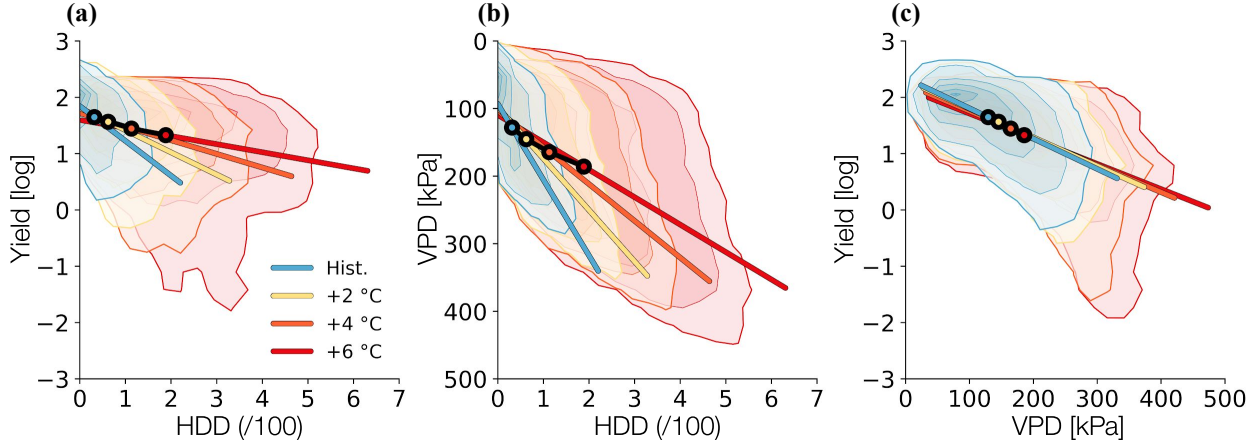 (a)
3
2
1
0
−1
−2
−3
Yield [log]
0 1 2 3 4 5 6 7
HDD (/100)
Hist.
+2 °C
+4 °C
+6 °C
(b)
0
100
200
300
400
500
VPD [kPa]
0 1 2 3 4 5 6 7
HDD (/100)
(c)
3
2
1
0
−1
−2
−3
Yield [log]
0 100 200 300 400 500
VPD [kPa]